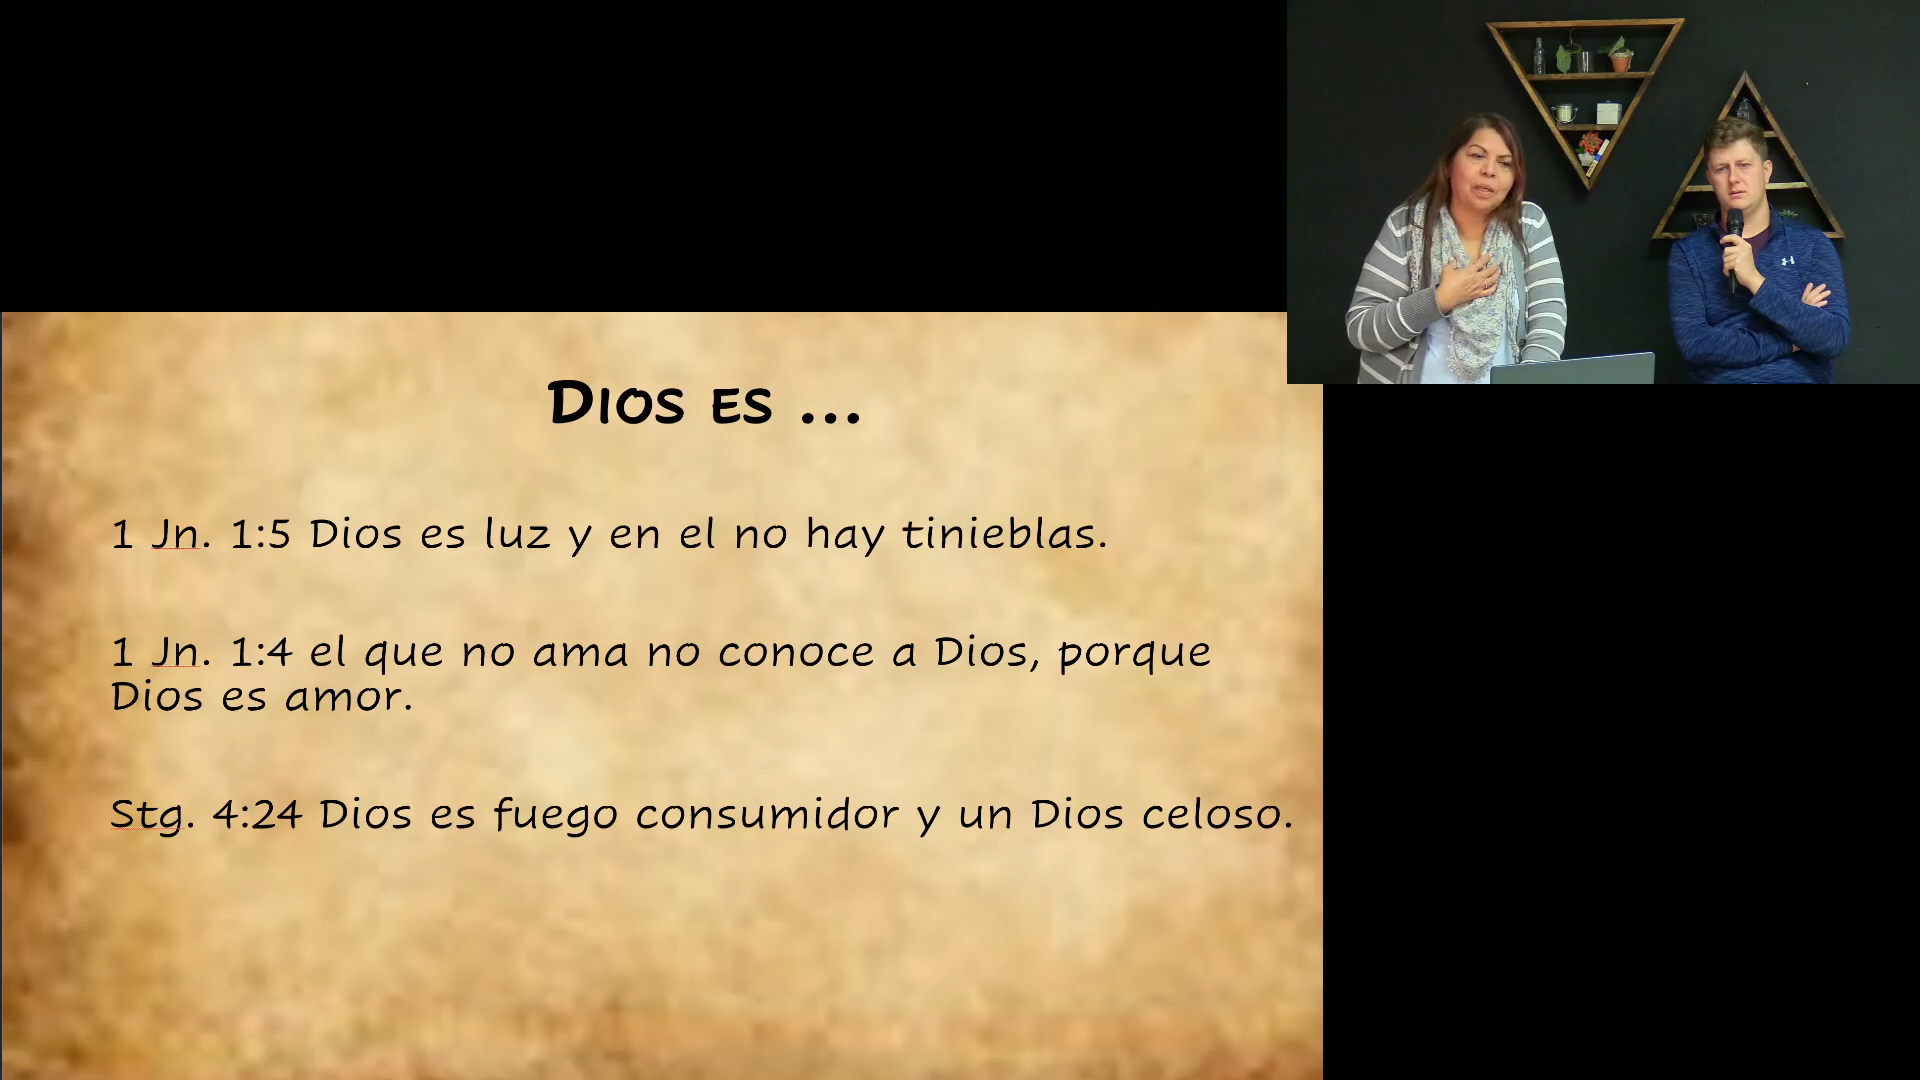 Dios es ...
1 Jn. 1:5 Dios es luz y en el no hay tinieblas.
1 Jn. 1:4 el que no ama no conoce a Dios, porque
Dios es amor.
Stg. 4:24 Dios es fuego consumidor y un Dios celoso.